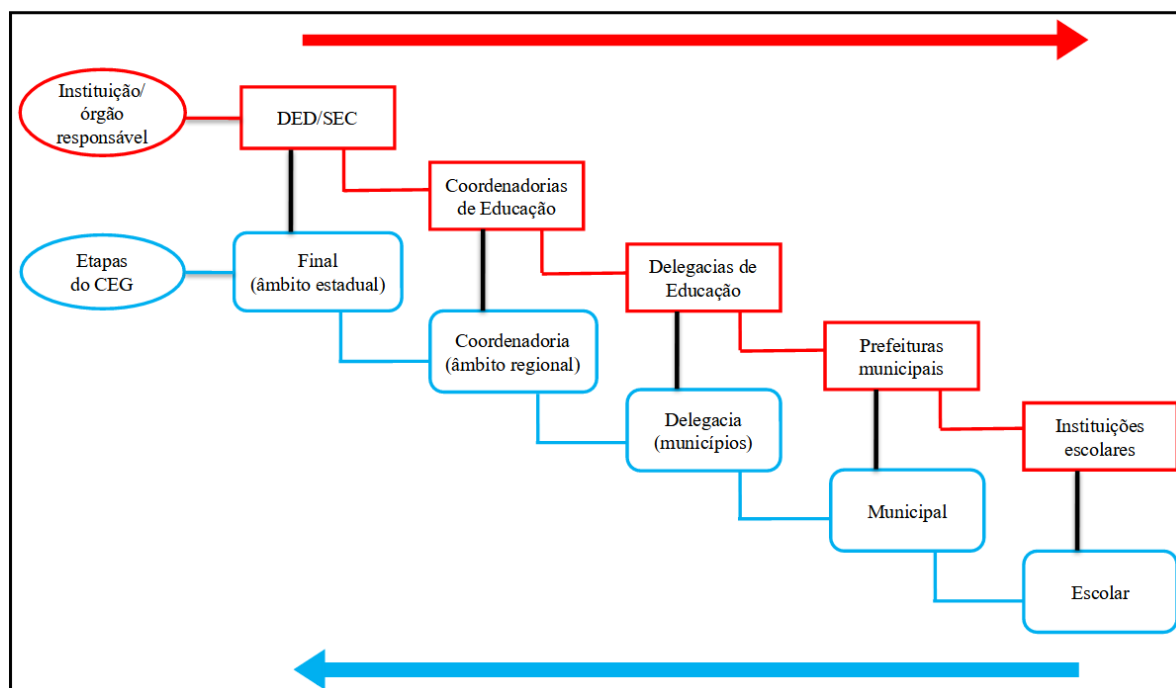 Instituição/
órgão
responsável
DED/SEC
Coordenadorias
de Educação
Etapas
do CEG
Final
(âmbito estadual)
Delegacias de
Educação
Coordenadoria
(âmbito regional)
Prefeituras
municipais
Delegacia
(municípios)
Instituições
escolares
Municipal
Escolar